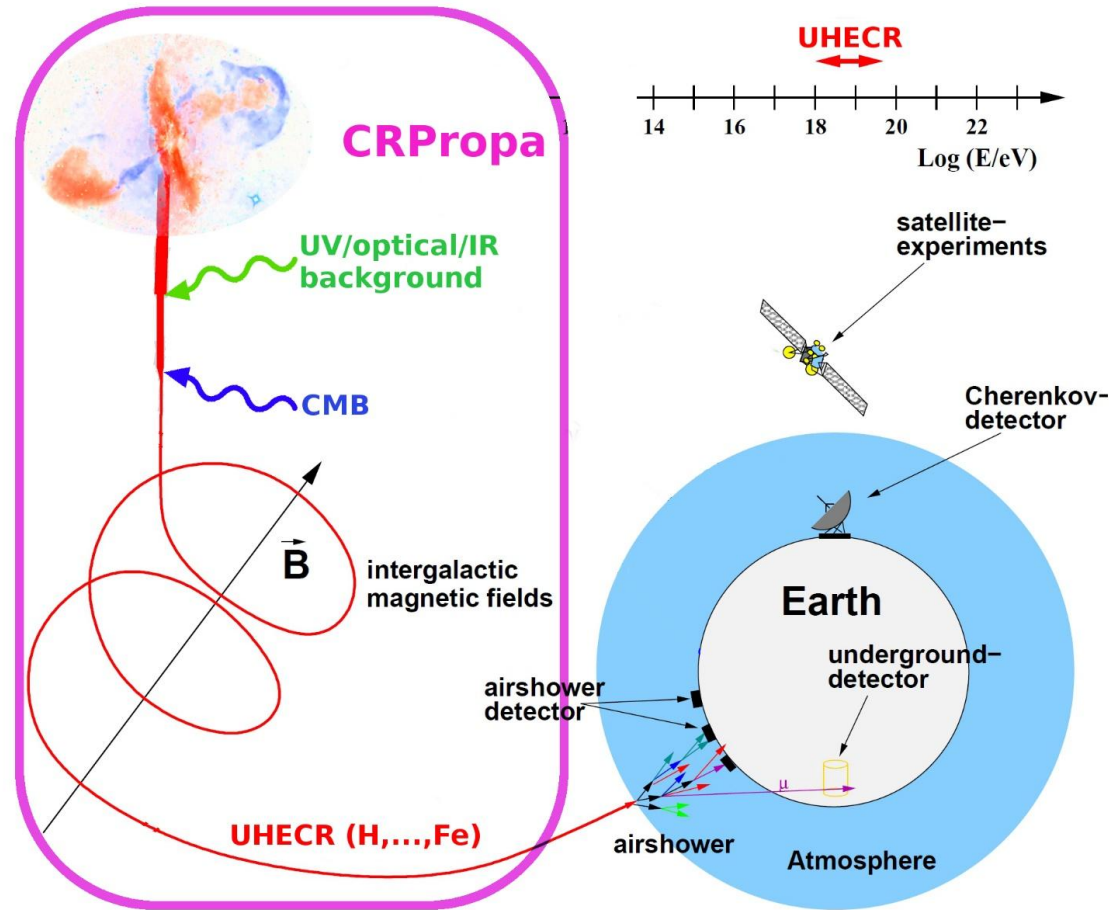 UHECR
CRPropa
14 16 18 20 22
Log (E/eV)
satellite−
experiments
UV/optical/IR
background
CMB
Cherenkov−
detector
B
intergalactic
magnetic fields
Earth
underground−
detector
airshower
detector
μ
UHECR (H,...,Fe)
airshower
Atmosphere